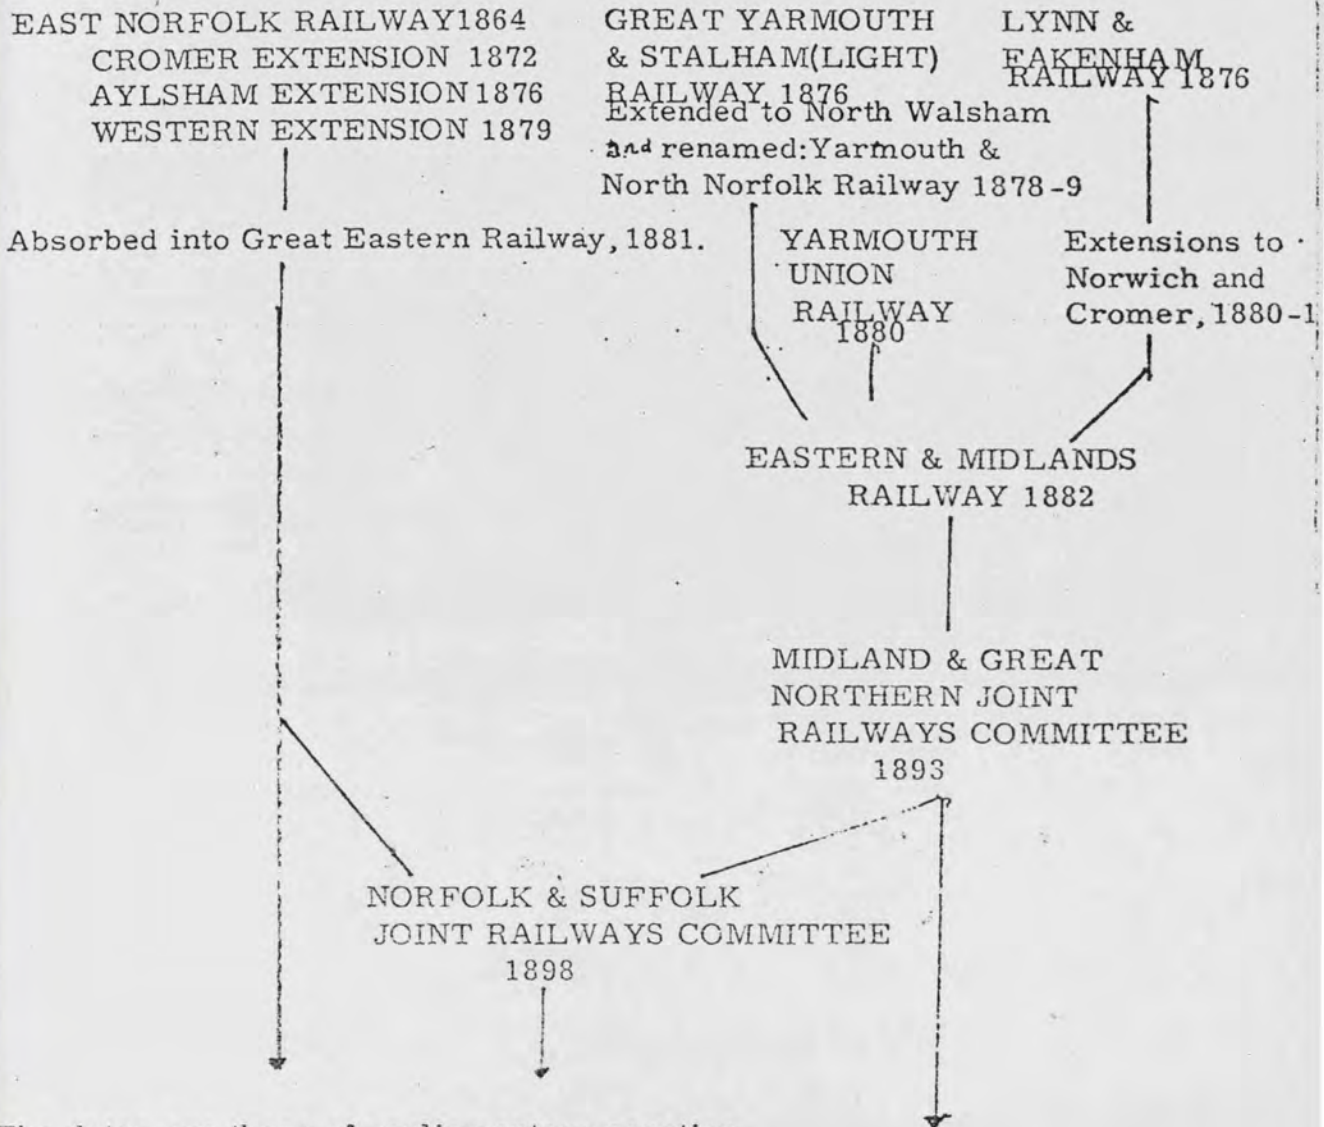 EAST NORFOLK RAILWAY1864
CROMER EXTENSION 1872
AYLSHAM EXTENSION1876
WESTERN EXTENSION 1879
GREAT YARMOUTH
& STALHAM(LIGHT)
RAILWAY 1876
Extended to North Walsham
and renamed:Yarmouth &
North Norfolk Railway 1878-9
LYNN &
FAKENHAM
RAILWAY 1876
Absorbed into Great Eastern Railway, 1881.
YARMOUTH
UNION
RAILWAY
1880
Extensions to
Norwich and
Cromer, 1880-1
EASTERN & MIDLANDS
RAILWAY 1882
MIDLAND & GREAT
NORTHERN JOINT
RAILWAYS COMMITTEE
1893
NORFOLK & SUFFOLK
JOINT RAILWAYS COMMITTEE
1898